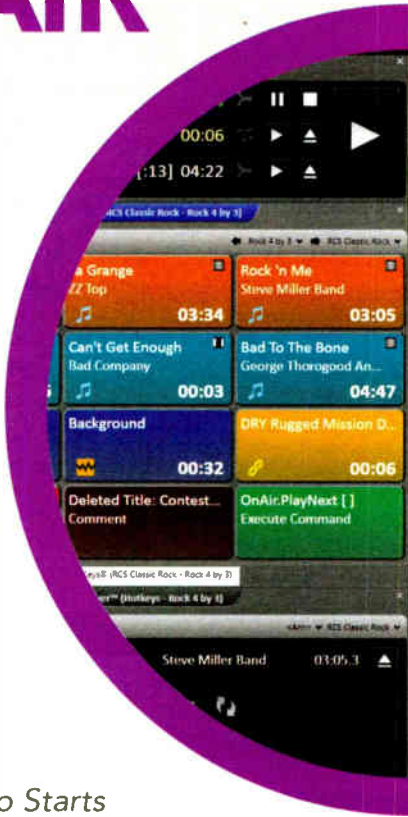 AIR
00:06
[:13] 04:22
RCS Classic Rock - Rock 4 by 3]
Rock 4 by 3 RCS Classic Rock
a Grange
ZZ Top
03:34
Rock 'n Me
Steve Miller Band
03:05
Can't Get Enough
Bad Company
00:03
Bad To The Bone
George Thorogood An...
04:47
Background
00:32
DRY Rugged Mission D...
00:06
Deleted Title: Contest...
Comment
OnAir.PlayNext [ ]
Execute Command
Keys® (RCS Classic Rock - Rock 4 by 3)
(Hotkeys - Rock 4 by 3)
RCS Classic Rock
Steve Miller Band 03:05.3
o Starts